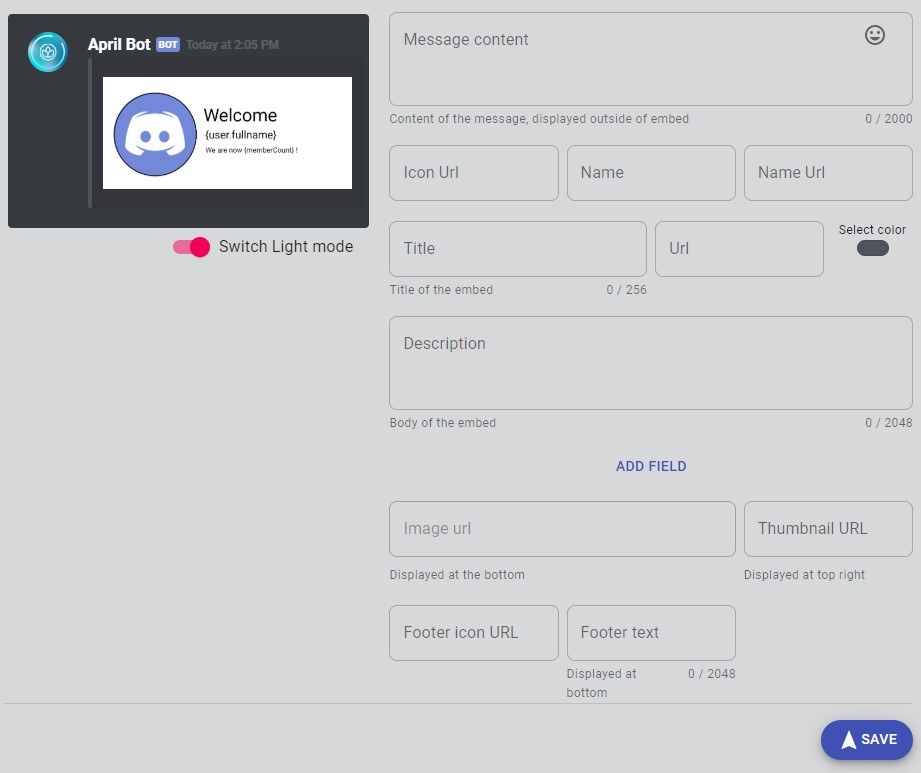 April Bot BOT Today at 2:05 PM
Welcome
{user.fullname}
We are now {memberCount} !
Switch Light mode
Message content
Content of the message, displayed outside of embed 0 / 2000
Icon Url Name Name Url
Title Url Select color
Title of the embed 0 / 256
Description
Body of the embed 0 / 2048
ADD FIELD
Image url Thumbnail URL
Displayed at the bottom Displayed at top right
Footer icon URL Footer text
Displayed at 0 / 2048
bottom
SAVE